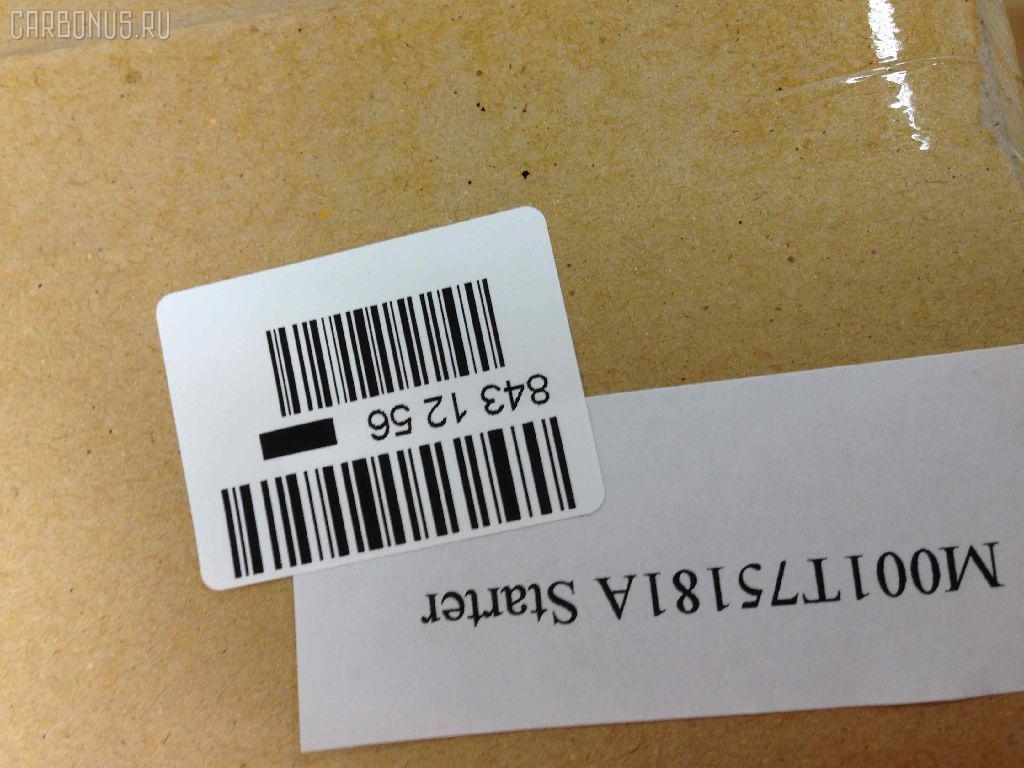 CARBONUS.RU
843 12 56
M001T75181A Starter